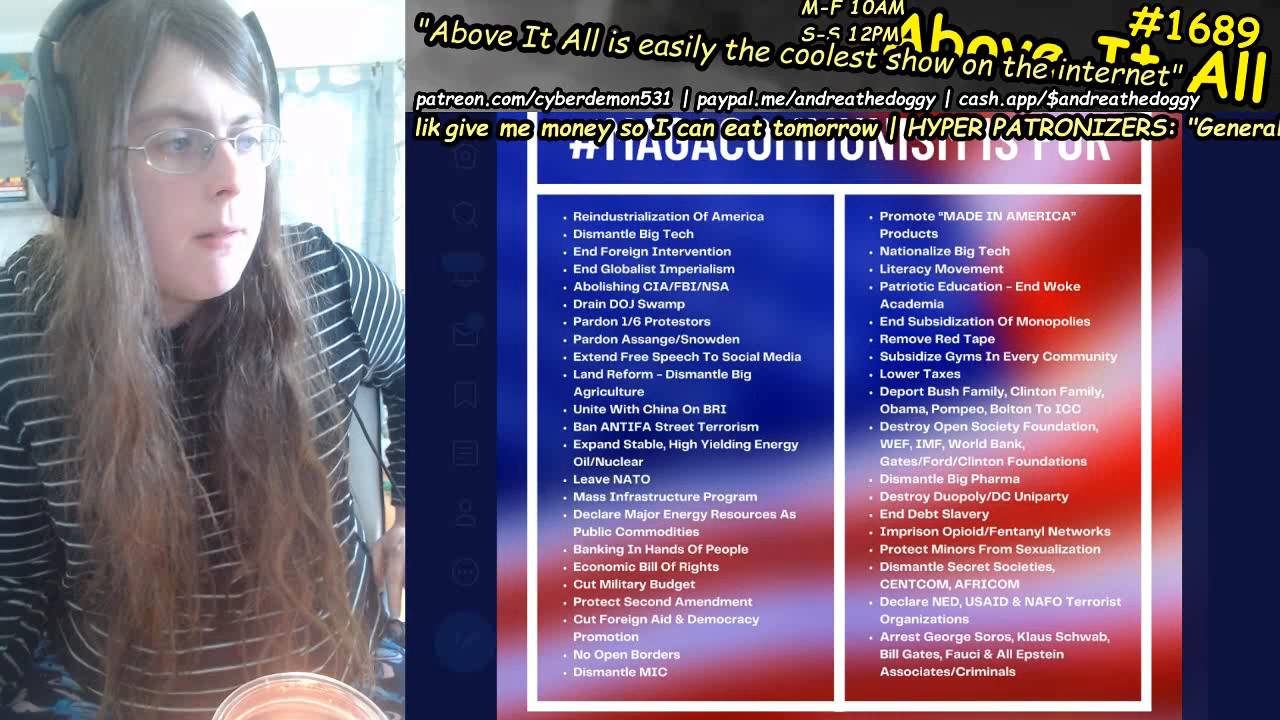 M-F 10AM
S-S 12PM
#1689
Above It All
"Above It All is easily the coolest show on the internet"
patreon.com/cyberdemon531 | paypal.me/andreathedoggy | cash.app/$andreathedoggy
lik give me money so I can eat tomorrow | HYPER PATRONIZERS: "General
#MAGACOMMUNISM IS FOR
• Reindustrialization Of America
• Dismantle Big Tech
• End Foreign Intervention
• End Globalist Imperialism
• Abolishing CIA/FBI/NSA
• Drain DOJ Swamp
• Pardon 1/6 Protestors
• Pardon Assange/Snowden
• Extend Free Speech To Social Media
• Land Reform - Dismantle Big
Agriculture
• Unite With China On BRI
• Ban ANTIFA Street Terrorism
• Expand Stable, High Yielding Energy
Oil/Nuclear
• Leave NATO
• Mass Infrastructure Program
• Declare Major Energy Resources As
Public Commodities
• Banking In Hands Of People
• Economic Bill Of Rights
• Cut Military Budget
• Protect Second Amendment
• Cut Foreign Aid & Democracy
Promotion
• No Open Borders
• Dismantle MIC
• Promote “MADE IN AMERICA”
Products
• Nationalize Big Tech
• Literacy Movement
• Patriotic Education - End Woke
Academia
• End Subsidization Of Monopolies
• Remove Red Tape
• Subsidize Gyms In Every Community
• Lower Taxes
• Deport Bush Family, Clinton Family,
Obama, Pompeo, Bolton To ICC
• Destroy Open Society Foundation,
WEF, IMF, World Bank,
Gates/Ford/Clinton Foundations
• Dismantle Big Pharma
• Destroy Duopoly/DC Uniparty
• End Debt Slavery
• Imprison Opioid/Fentanyl Networks
• Protect Minors From Sexualization
• Dismantle Secret Societies,
CENTCOM, AFRICOM
• Declare NED, USAID & NAFO Terrorist
Organizations
• Arrest George Soros, Klaus Schwab,
Bill Gates, Fauci & All Epstein
Associates/Criminals